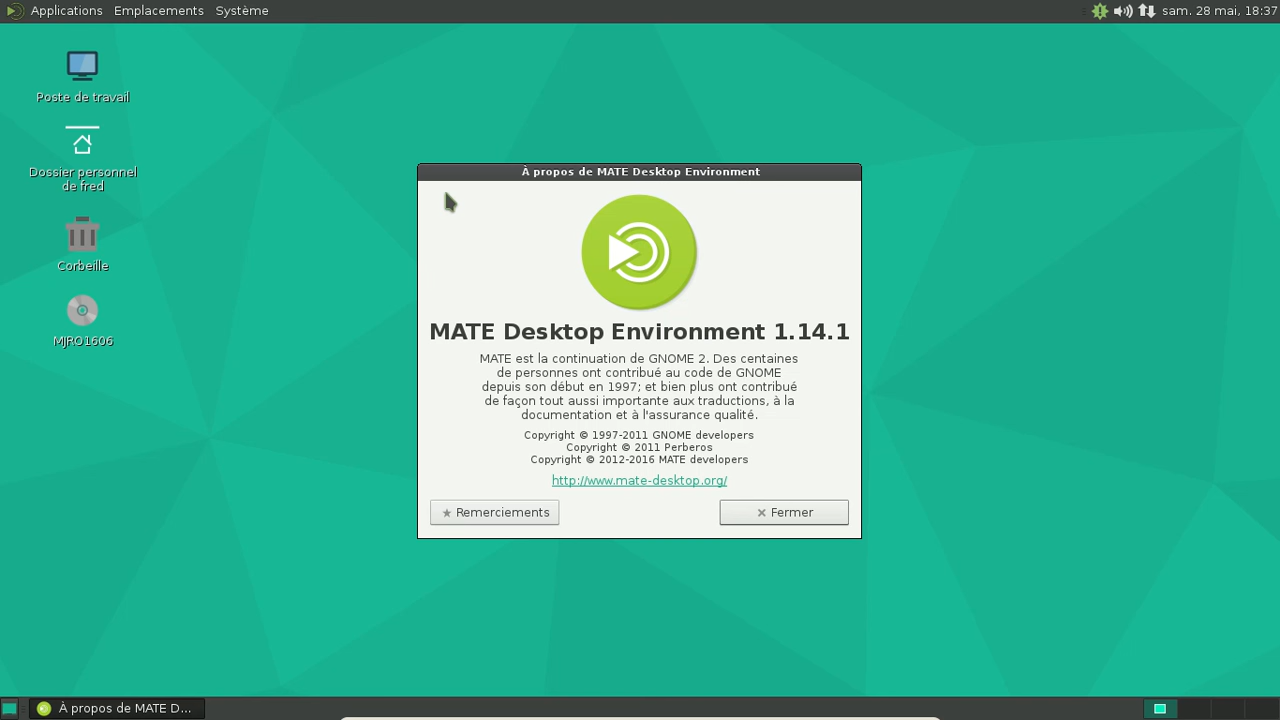 Applications Emplacements Système sam. 28 mai, 18:37
Poste de travail
Dossier personnel
de fred
Corbeille
MJRO1606
À propos de MATE Desktop Environment
MATE Desktop Environment 1.14.1
MATE est la continuation de GNOME 2. Des centaines
de personnes ont contribué au code de GNOME
depuis son début en 1997; et bien plus ont contribué
de façon tout aussi importante aux traductions, à la
documentation et à l'assurance qualité.
Copyright © 1997-2011 GNOME developers
Copyright © 2011 Perberos
Copyright © 2012-2016 MATE developers
http://www.mate-desktop.org/
Remerciements Fermer
À propos de MATE D...